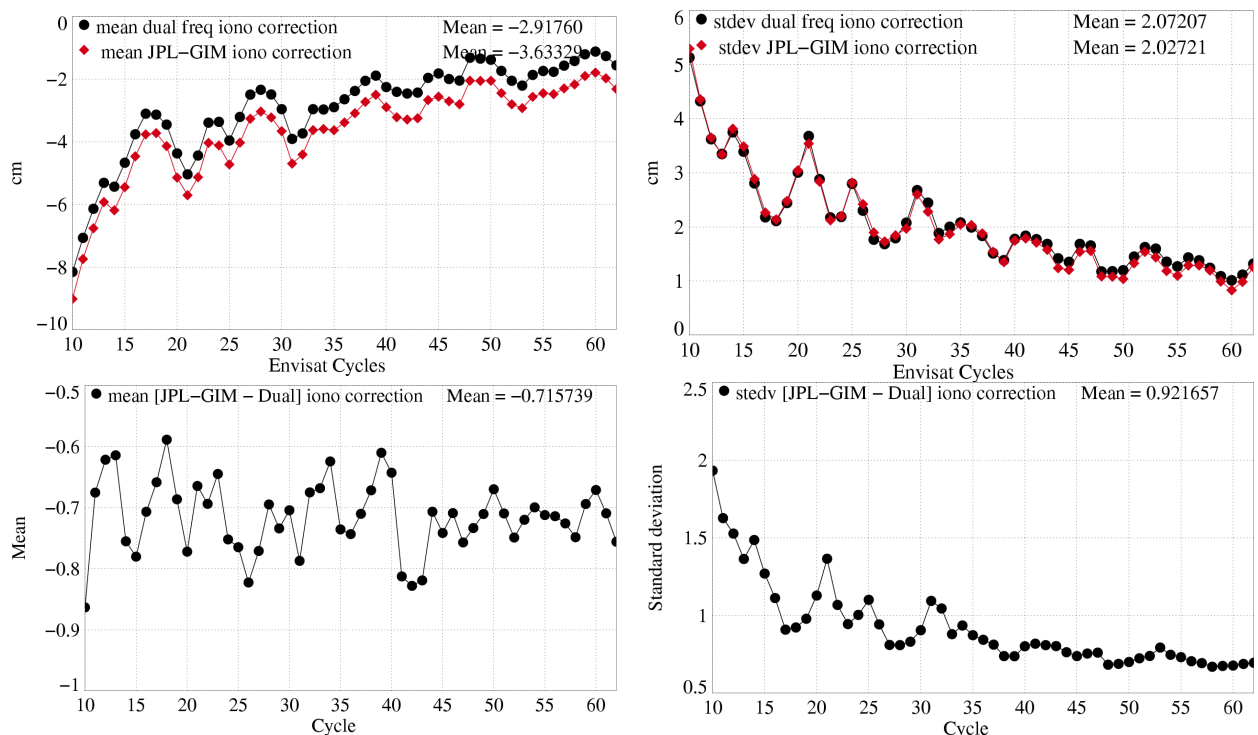 mean dual freq iono correction Mean = −2.91760
mean JPL−GIM iono correction Mean = −3.63329
0
−2
−4
−6
−8
−10
cm
10 15 20 25 30 35 40 45 50 55 60
Envisat Cycles
stdev dual freq iono correction Mean = 2.07207
stdev JPL−GIM iono correction Mean = 2.02721
6
5
4
3
2
1
0
cm
10 15 20 25 30 35 40 45 50 55 60
Envisat Cycles
mean [JPL−GIM − Dual] iono correction Mean = −0.715739
−0.5
−0.6
−0.7
−0.8
−0.9
−1
Mean
10 15 20 25 30 35 40 45 50 55 60
Cycle
stedv [JPL−GIM − Dual] iono correction Mean = 0.921657
2.5
2
1.5
1
0.5
Standard deviation
10 15 20 25 30 35 40 45 50 55 60
Cycle